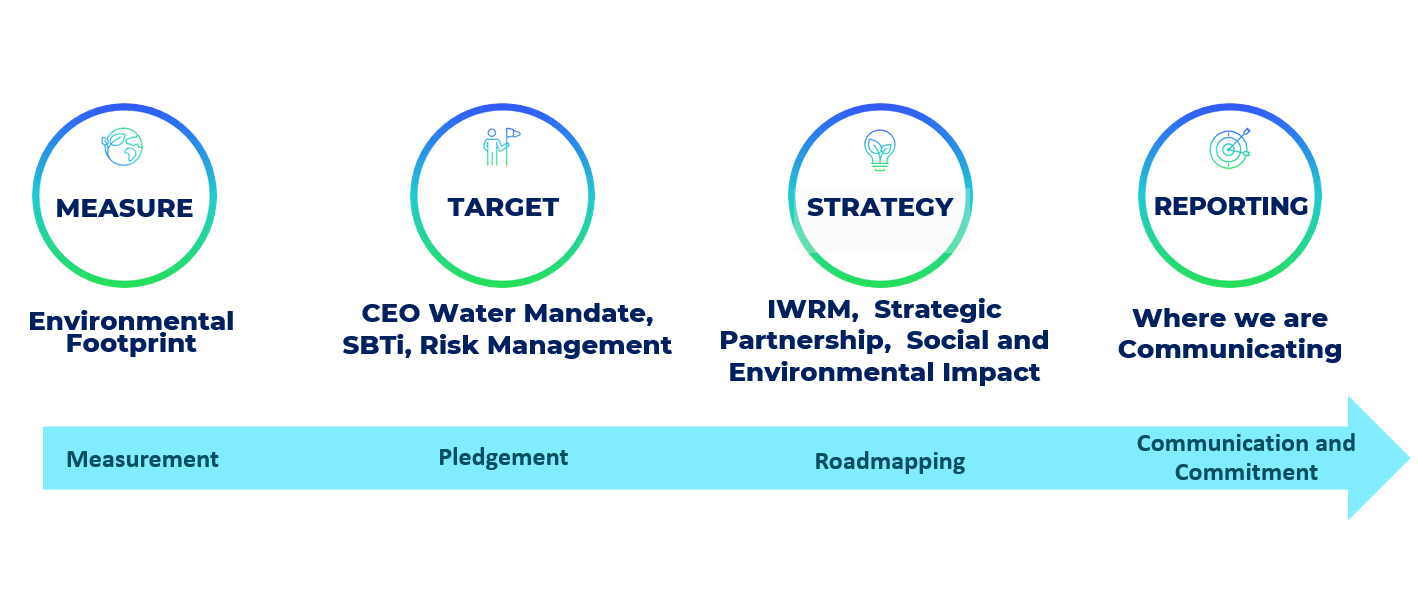 MEASURE
TARGET
STRATEGY
REPORTING
Environmental
Footprint
CEO Water Mandate,
SBTi, Risk Management
IWRM, Strategic
Partnership, Social and
Environmental Impact
Where we are
Communicating
Measurement
Pledgement
Roadmapping
Communication and
Commitment